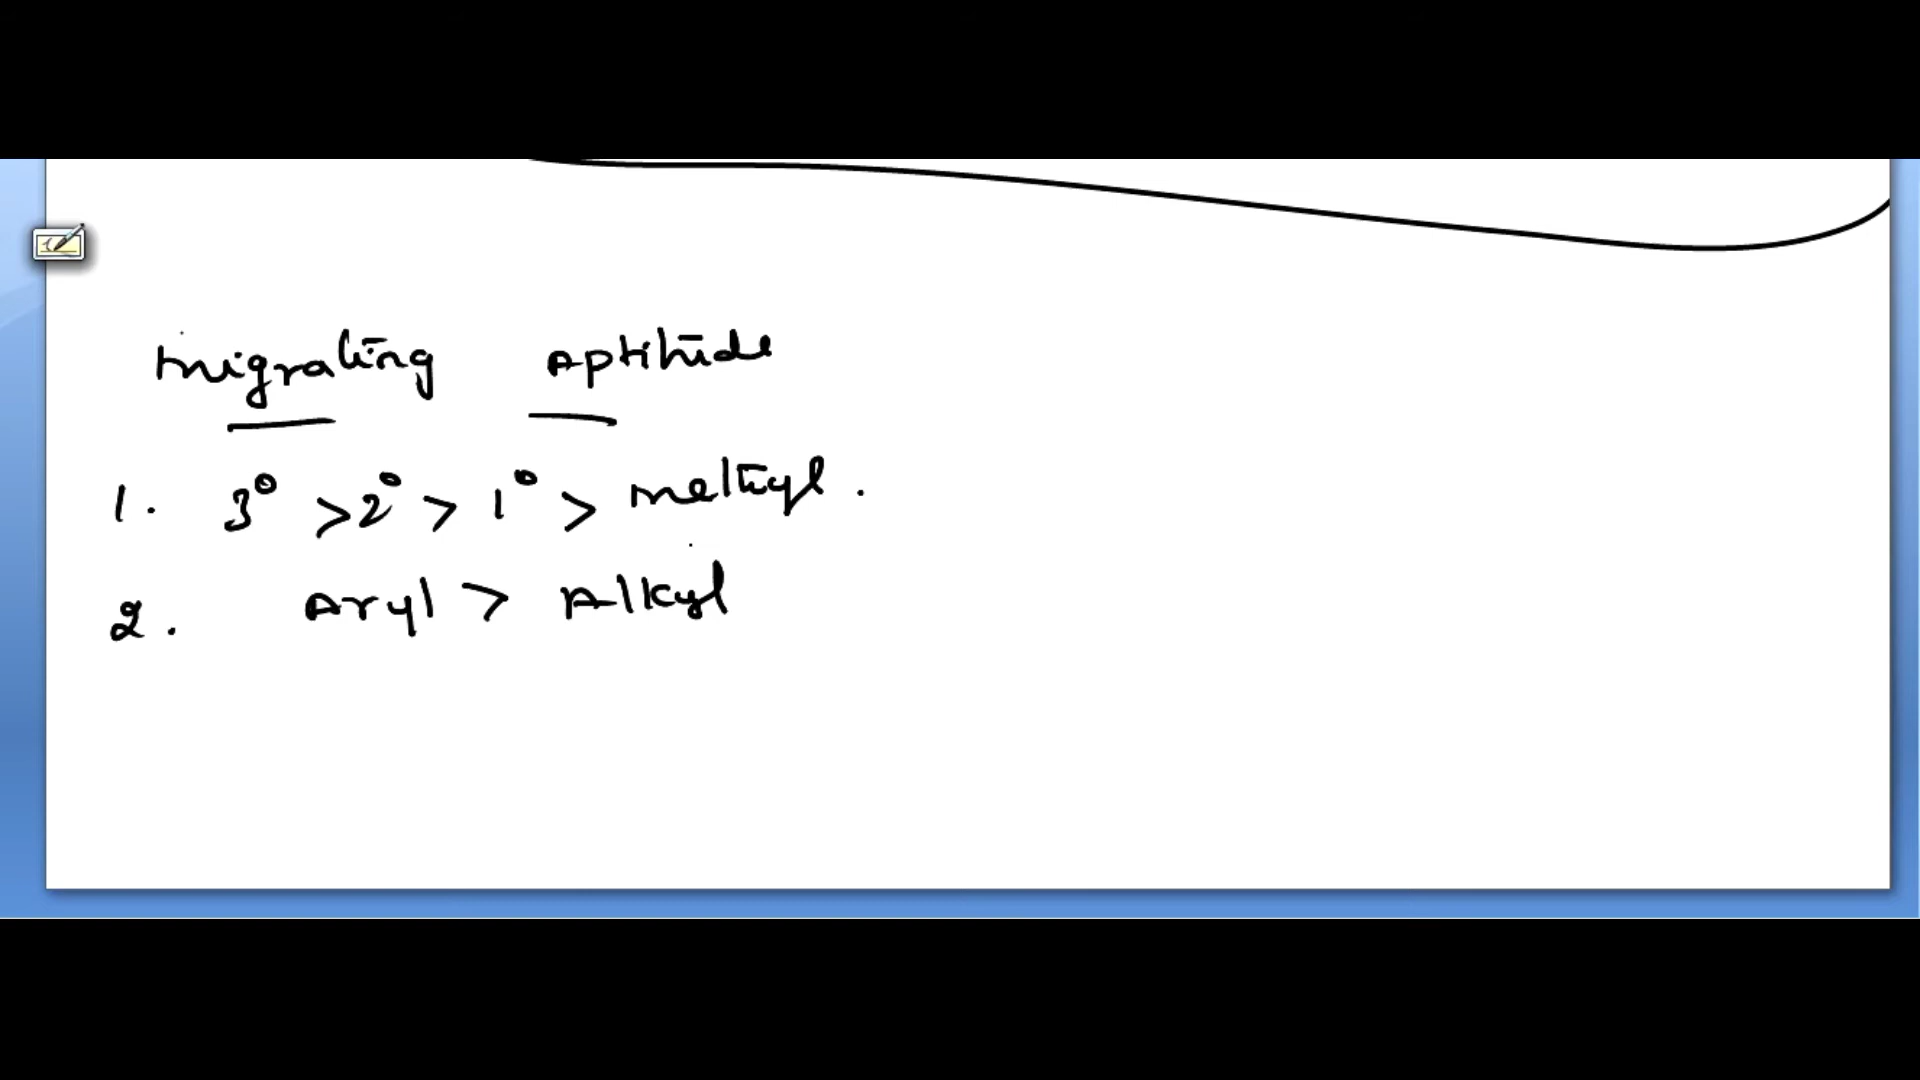 Migrating Aptitude
1. 3° > 2° > 1° > methyl.
2. Aryl > Alkyl